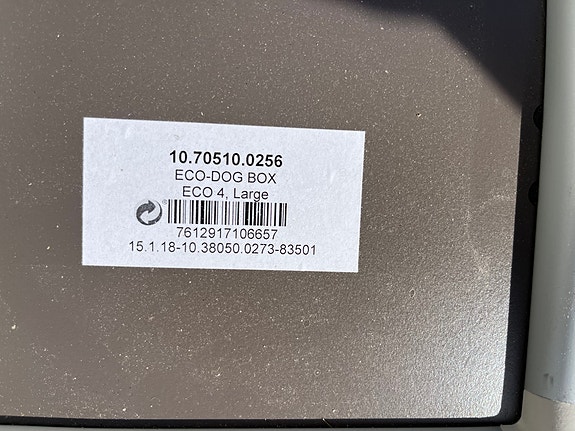 10.70510.0256
ECO-DOG BOX
ECO 4, Large
7612917106657
15.1.18-10.38050.0273-83501